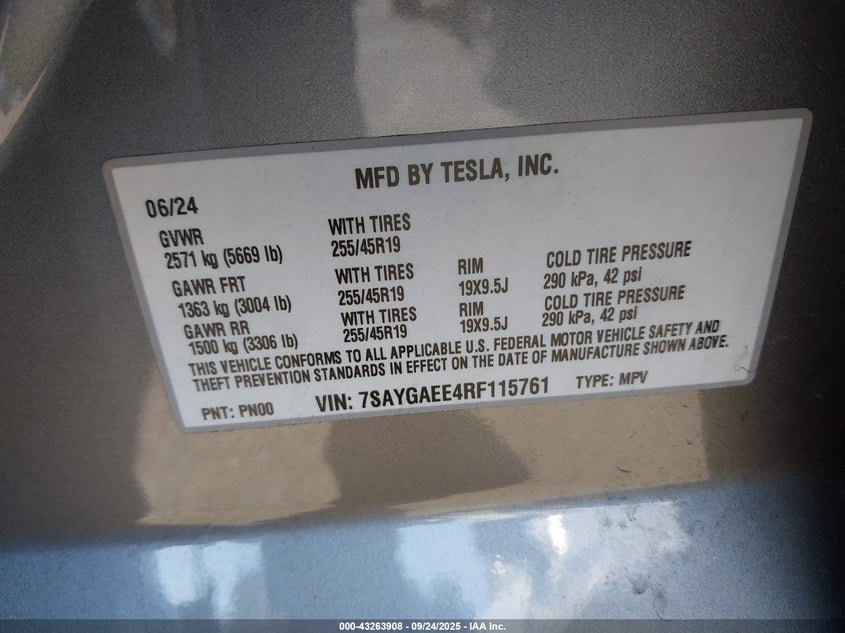 MFD BY TESLA, INC.
06/24
GVWR WITH TIRES
2571 kg (5669 lb) 255/45R19
GAWR FRT WITH TIRES RIM COLD TIRE PRESSURE
1363 kg (3004 lb) 255/45R19 19X9.5J 290 kPa, 42 psi
GAWR RR WITH TIRES RIM COLD TIRE PRESSURE
1500 kg (3306 lb) 255/45R19 19X9.5J 290 kPa, 42 psi
THIS VEHICLE CONFORMS TO ALL APPLICABLE U.S. FEDERAL MOTOR VEHICLE SAFETY AND
THEFT PREVENTION STANDARDS IN EFFECT ON THE DATE OF MANUFACTURE SHOWN ABOVE.
PNT: PN00 VIN: 7SAYGAEE4RF115761 TYPE: MPV
000-43263908 - 09/24/2025 - IAA Inc.